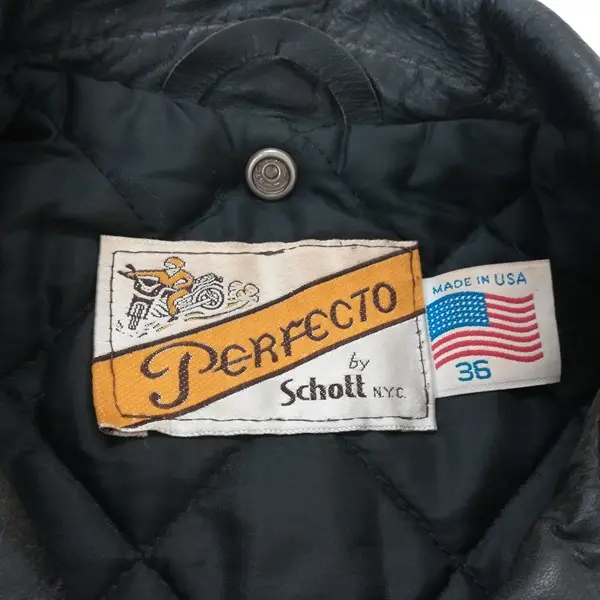 PERFECTO
by
Schott N.Y.C.
MADE IN USA
36